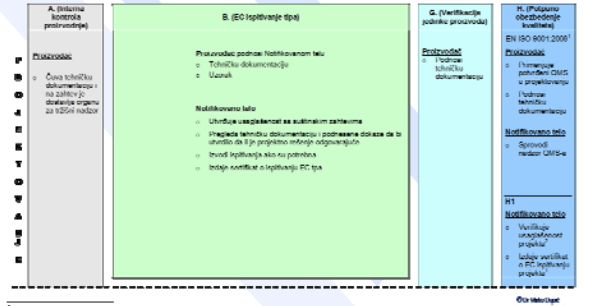 A. (Interna
kontrola
proizvodnje)
Proizvođač
o Čuva tehničku
dokumentaciju i
na zahtev je
dostavlja organu
za tržišni nadzor
B. (EC ispitivanje tipa)
Proizvođač podnosi Notifikovanom telu
o Tehničku dokumentaciju
o Uzorak
Notifikovano telo
o Utvrđuje usaglašenost sa suštinskim zahtevima
o Pregleda tehničku dokumentaciju i podnesene dokaze da bi
utvrdilo da li je projektno rešenje odgovarajuće
o Izvodi ispitivanja ako su potrebna
o Izdaje sertifikat o ispitivanju EC tipa
G. (Verifikacija
jedinke proizvoda)
Proizvođač
o Podnosi
tehničku
dokumentaciju
H. (Potpuno
obezbeđenje
kvaliteta)
EN ISO 9001:2008¹
Proizvođač
o Primenjuje
potvrđeni QMS
u projektovanju
o Podnosi
tehničku
dokumentaciju
Notifikovano telo
o Sprovodi
nadzor QMS-a
H1
Notifikovano telo
o Verifikuje
usaglašenost
projekta
o Izdaje sertifikat
o EC ispitivanju
projekta
P
R
O
J
E
K
T
O
V
A
NJ
E